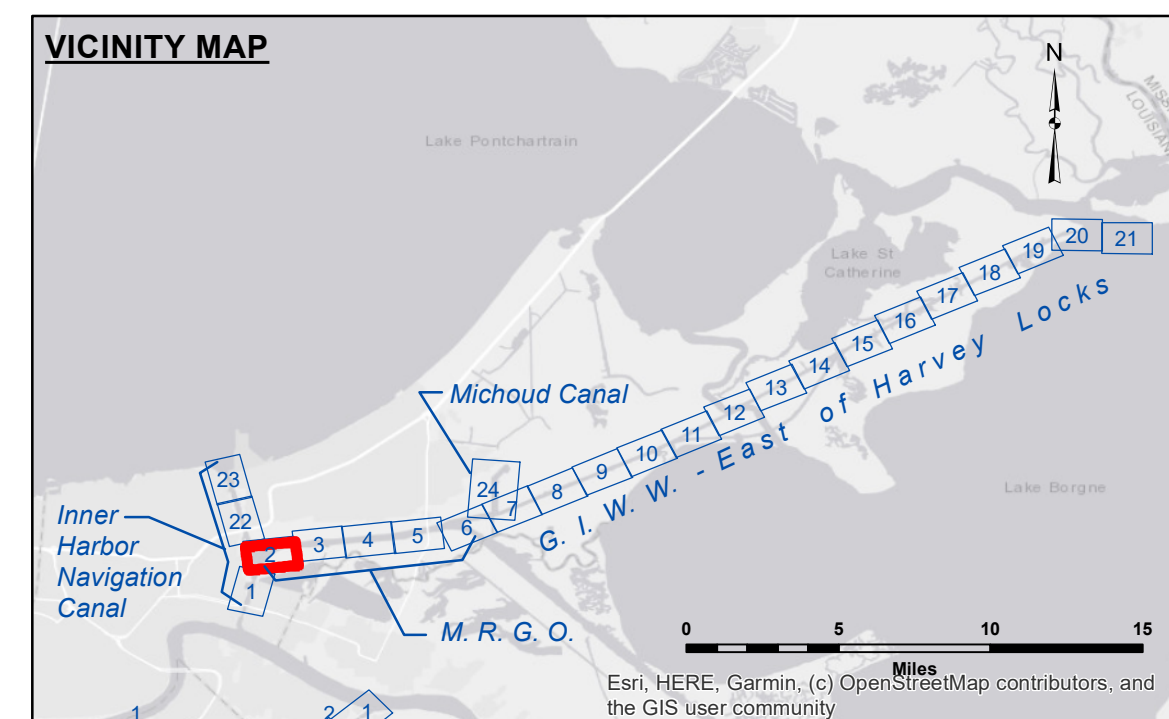 VICINITY MAP
N
MISSI
LOUISIAN
Lake Pontchartrain
Lake St
Catherine
20
21
19
18
17
16
15
14
13
12
11
10
9
8
7
24
6
5
4
3
2
1
22
23
Michoud Canal
G. I. W. W. - East of Harvey Locks
Lake Borgne
Inner
Harbor
Navigation
Canal
M. R. G. O.
0 5 10 15
Miles
Esri, HERE, Garmin, (c) OpenStreetMap contributors, and
the GIS user community
1
2
1